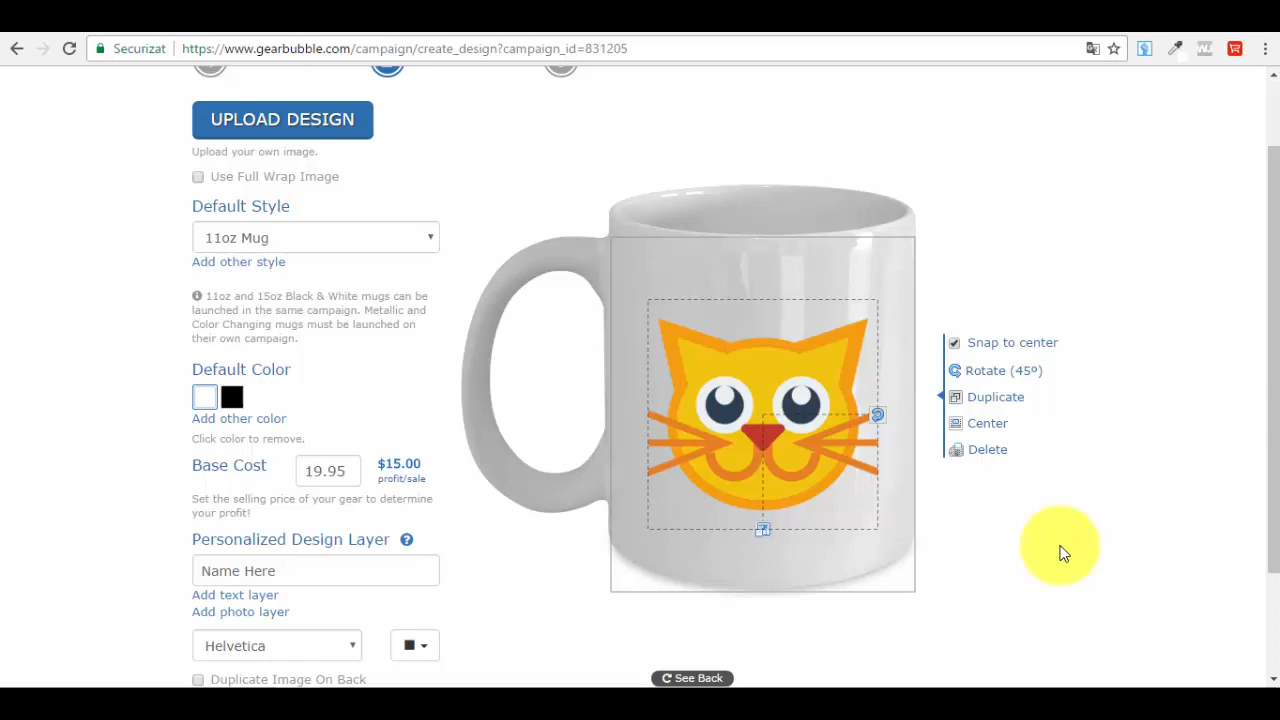 Securizat
https://www.gearbubble.com/campaign/create_design?campaign_id=831205
UPLOAD DESIGN
Upload your own image.
Use Full Wrap Image
Default Style
11oz Mug
Add other style
11oz and 15oz Black & White mugs can be
launched in the same campaign. Metallic and
Color Changing mugs must be launched on
their own campaign.
Default Color
Add other color
Click color to remove.
Base Cost
19.95
$15.00
profit/sale
Set the selling price of your gear to determine
your profit!
Personalized Design Layer ?
Name Here
Add text layer
Add photo layer
Helvetica
Duplicate Image On Back
Snap to center
Rotate (45º)
Duplicate
Center
Delete
See Back